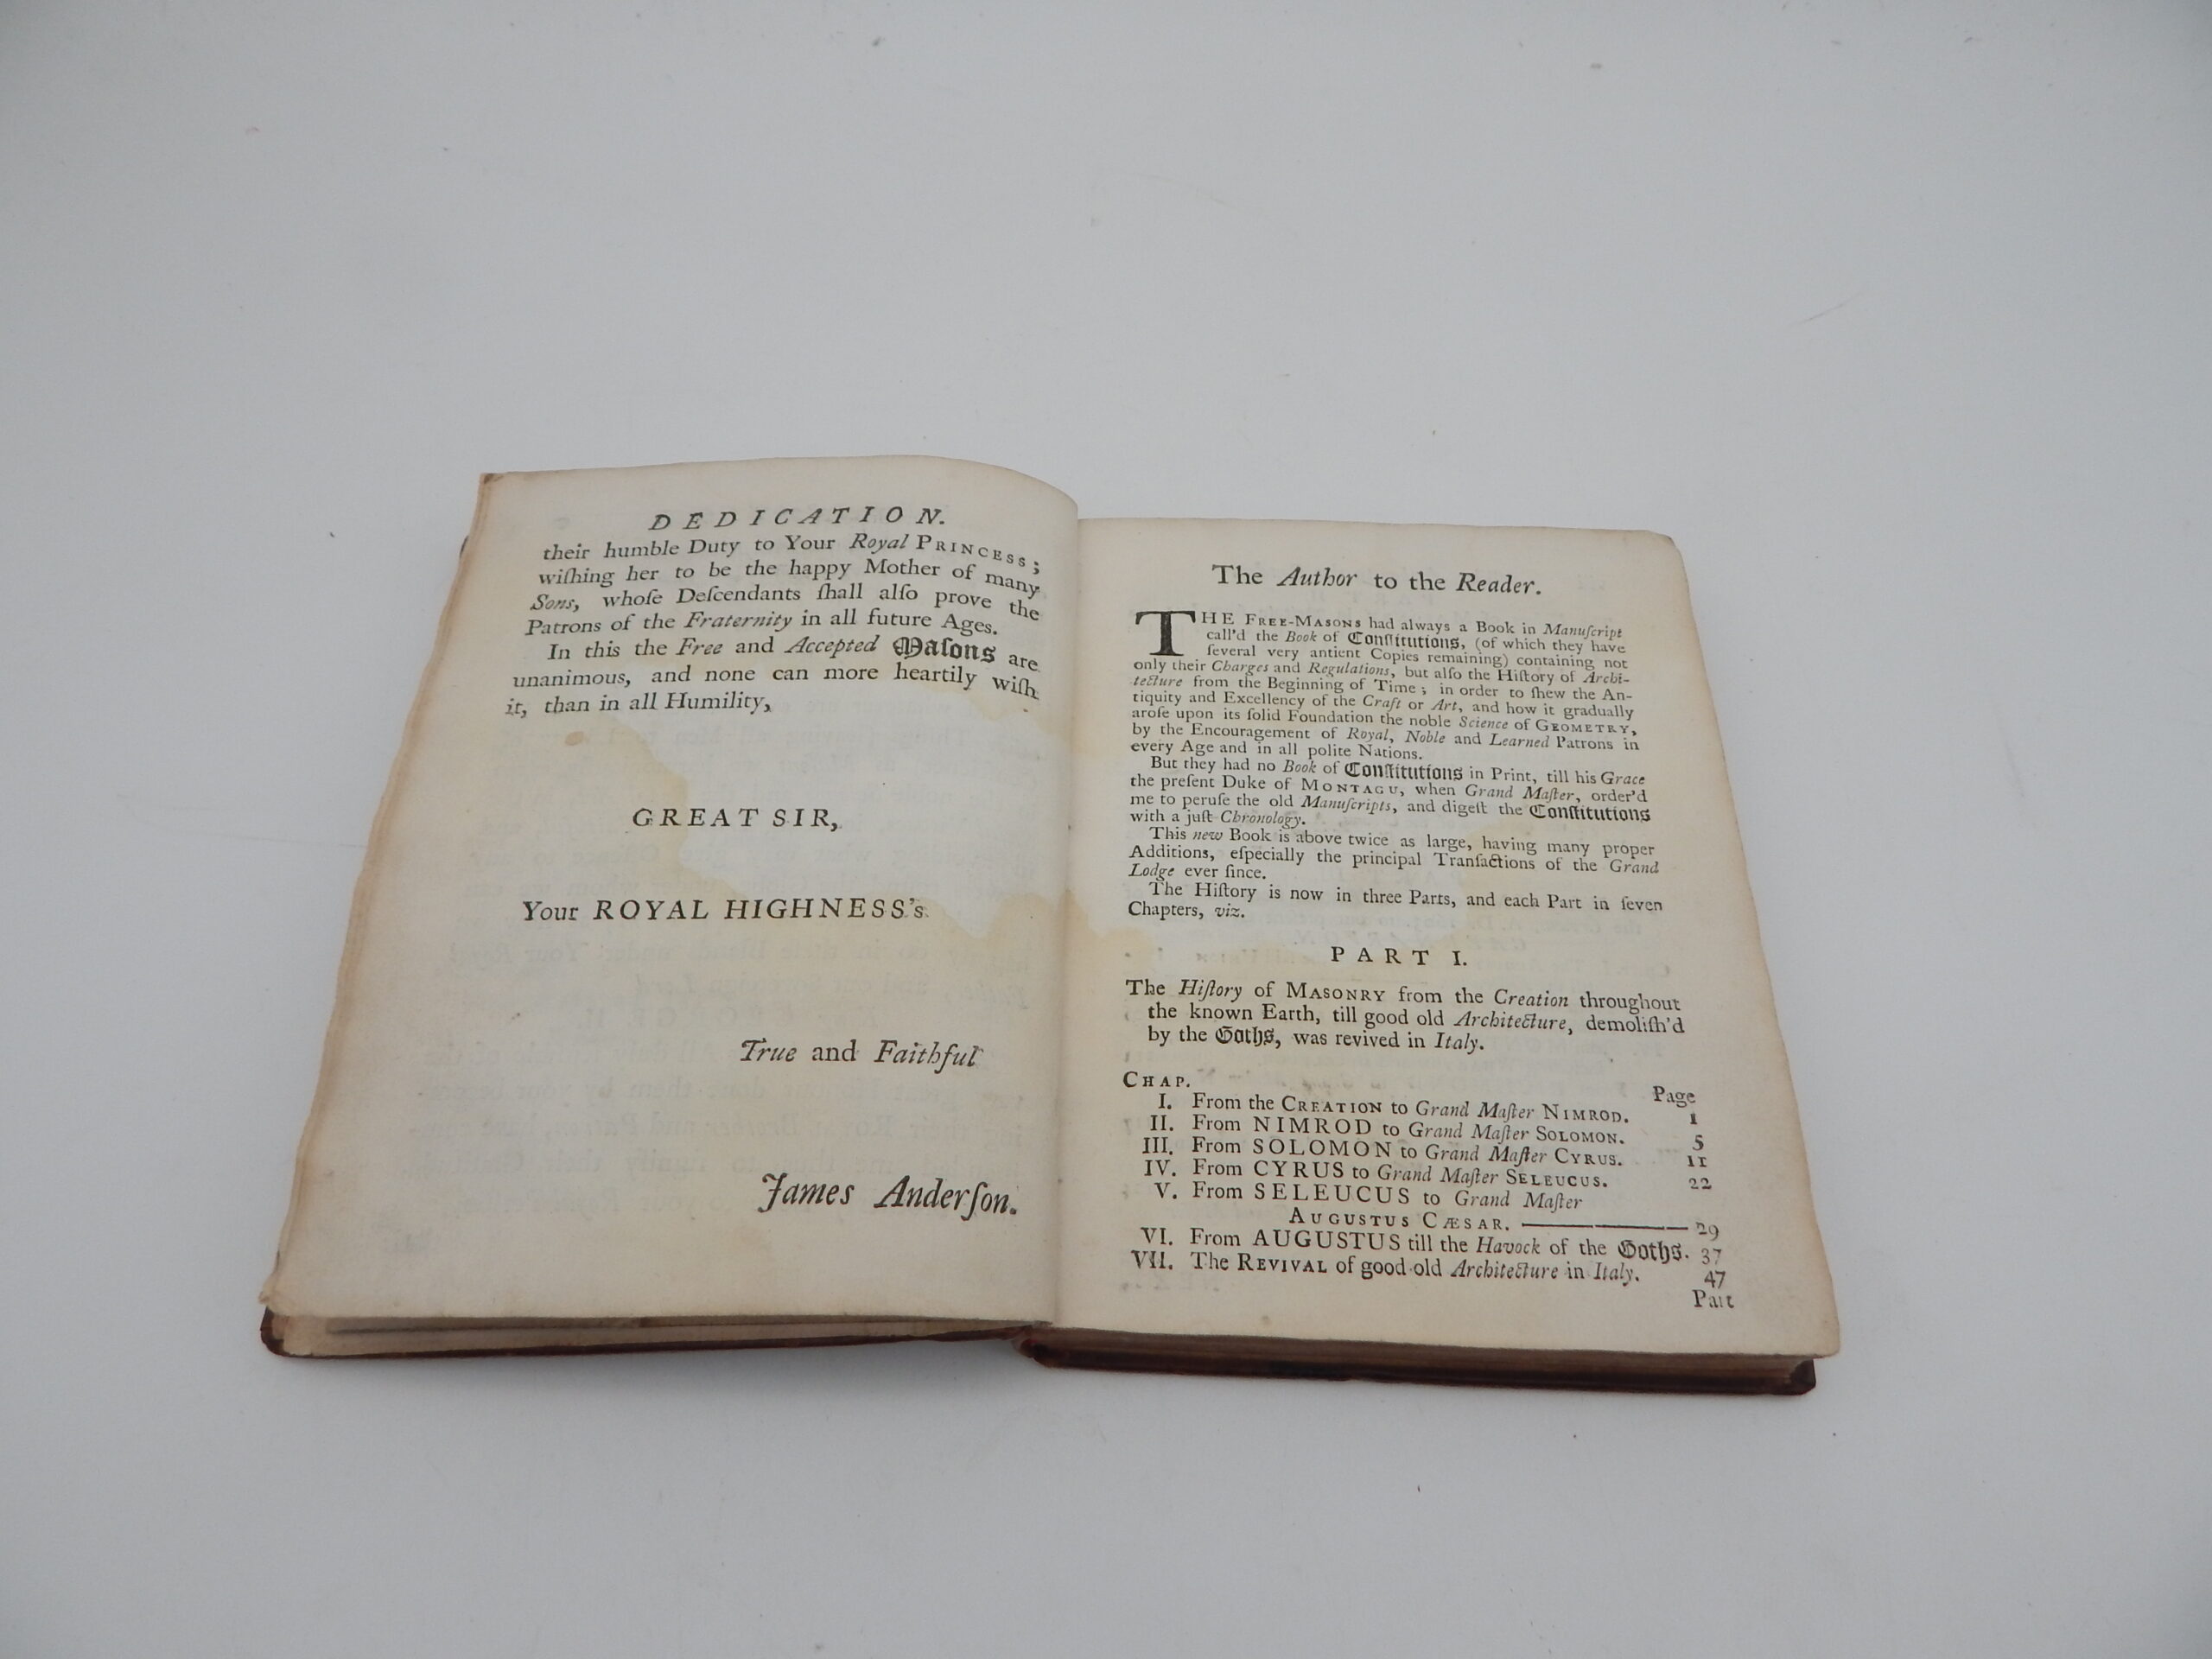 DEDICATION.
their humble Duty to Your Royal PRINCESS;
wiſhing her to be the happy Mother of many
Sons, whoſe Deſcendants ſhall alſo prove the
Patrons of the Fraternity in all future Ages.
In this the Free and Accepted Maſons are
unanimous, and none can more heartily wiſh
it, than in all Humility,
GREAT SIR,
Your ROYAL HIGHNESS's
True and Faithful
James Anderſon.
The Author to the Reader.
THE FREE-MASONS had always a Book in Manuſcript
call'd the Book of Conſtitutions, (of which they have
ſeveral very antient Copies remaining) containing not
only their Charges and Regulations, but alſo the Hiſtory of Archi-
tecture from the Beginning of Time; in order to ſhew the An-
tiquity and Excellency of the Craft or Art, and how it gradually
aroſe upon its ſolid Foundation the noble Science of GEOMETRY,
by the Encouragement of Royal, Noble and Learned Patrons in
every Age and in all polite Nations.
But they had no Book of Conſtitutions in Print, till his Grace
the preſent Duke of MONTAGU, when Grand Maſter, order'd
me to peruſe the old Manuſcripts, and digeſt the Conſtitutions
with a juſt Chronology.
This new Book is above twice as large, having many proper
Additions, eſpecially the principal Tranſactions of the Grand
Lodge ever ſince.
The Hiſtory is now in three Parts, and each Part in ſeven
Chapters, viz.
PART I.
The Hiſtory of MASONRY from the Creation throughout
the known Earth, till good old Architecture, demoliſh'd
by the Goths, was revived in Italy.
CHAP. Page
I. From the CREATION to Grand Maſter NIMROD. 1
II. From NIMROD to Grand Maſter SOLOMON. 5
III. From SOLOMON to Grand Maſter CYRUS. 11
IV. From CYRUS to Grand Maſter SELEUCUS. 22
V. From SELEUCUS to Grand Maſter
AUGUSTUS CÆSAR. ——— 29
VI. From AUGUSTUS till the Havock of the Goths. 37
VII. The REVIVAL of good old Architecture in Italy. 47
Part